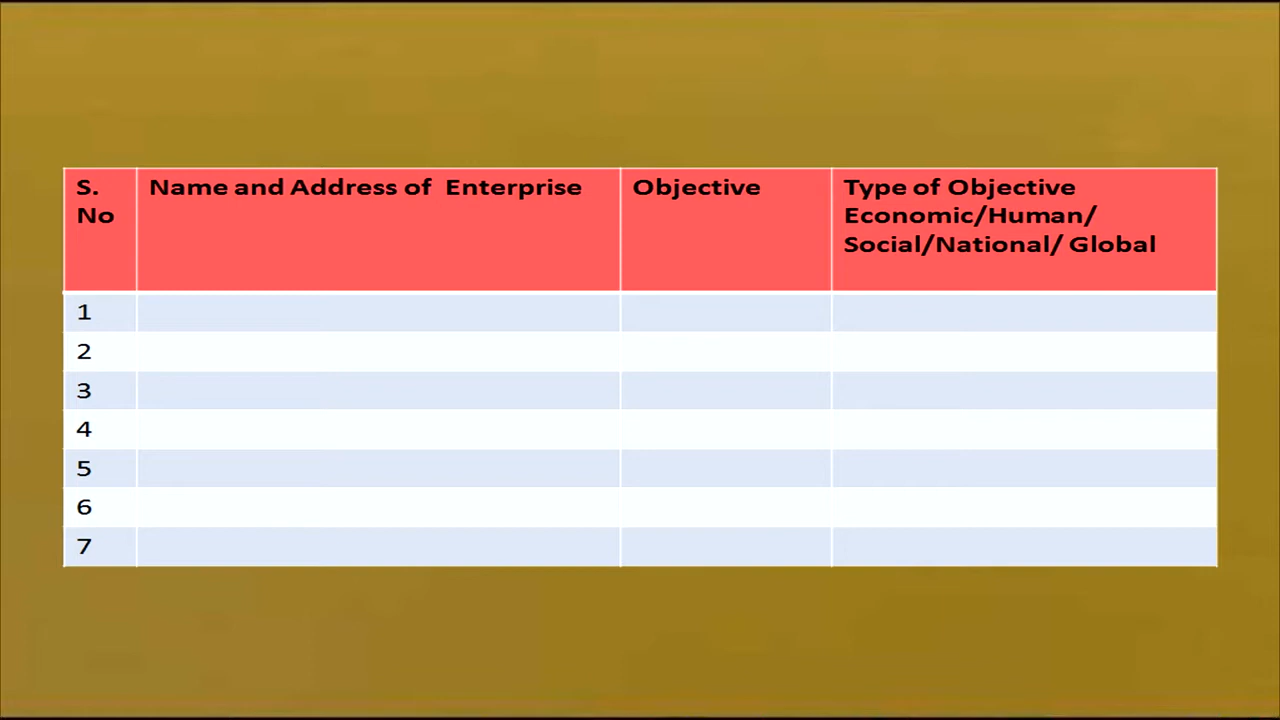 S. No
Name and Address of Enterprise
Objective
Type of Objective
Economic/Human/
Social/National/ Global
1
2
3
4
5
6
7